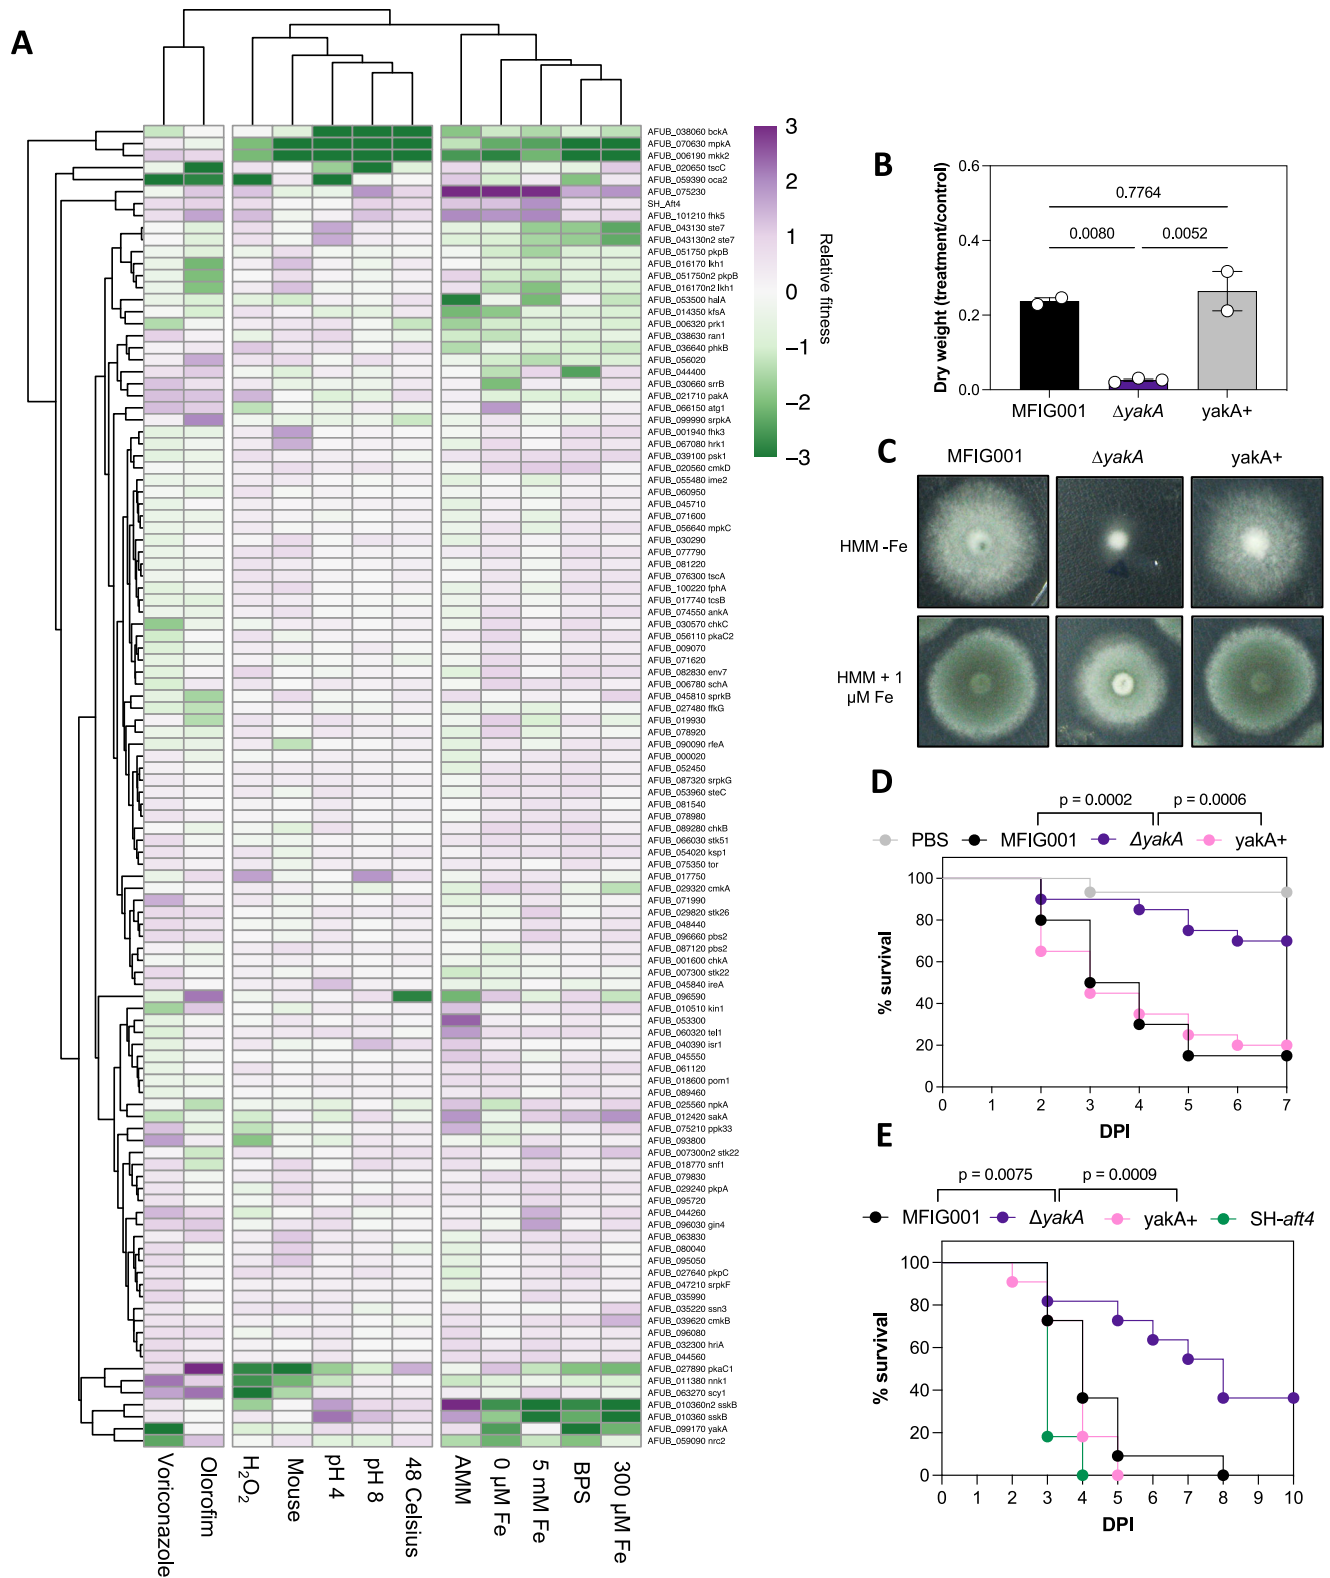 A
3
2
1
0
−1
−2
−3
Relative fitness
AFUB_038060 bckA
AFUB_070630 mpkA
AFUB_006190 mkk2
AFUB_020650 tscC
AFUB_059390 oca2
AFUB_075230
SH_Aft4
AFUB_101210 fhk5
AFUB_043130 ste7
AFUB_043130n2 ste7
AFUB_051750 pkpB
AFUB_016170 lkh1
AFUB_051750n2 pkpB
AFUB_016170n2 lkh1
AFUB_053500 halA
AFUB_014350 kfsA
AFUB_006320 prk1
AFUB_038630 ran1
AFUB_036640 phkB
AFUB_056020
AFUB_044400
AFUB_030660 srrB
AFUB_021710 pakA
AFUB_066150 atg1
AFUB_099990 srpkA
AFUB_001940 fhk3
AFUB_067080 hrk1
AFUB_039100 psk1
AFUB_020560 cmkD
AFUB_055480 ime2
AFUB_060950
AFUB_045710
AFUB_071600
AFUB_056640 mpkC
AFUB_030290
AFUB_077790
AFUB_081220
AFUB_076300 tscA
AFUB_100220 fphA
AFUB_017740 tcsB
AFUB_074550 ankA
AFUB_030570 chkC
AFUB_056110 pkaC2
AFUB_009070
AFUB_071620
AFUB_082830 env7
AFUB_006780 schA
AFUB_045810 sprkB
AFUB_027480 ffkG
AFUB_019930
AFUB_078920
AFUB_090090 rfeA
AFUB_000020
AFUB_052450
AFUB_087320 srpkG
AFUB_053960 steC
AFUB_081540
AFUB_078980
AFUB_089280 chkB
AFUB_066030 stk51
AFUB_054020 ksp1
AFUB_075350 tor
AFUB_017750
AFUB_029320 cmkA
AFUB_071990
AFUB_029820 stk26
AFUB_048440
AFUB_096660 pbs2
AFUB_087120 pbs2
AFUB_001600 chkA
AFUB_007300 stk22
AFUB_045840 ireA
AFUB_096590
AFUB_010510 kin1
AFUB_053300
AFUB_060320 tel1
AFUB_040390 isr1
AFUB_045550
AFUB_061120
AFUB_018600 pom1
AFUB_089460
AFUB_025560 npkA
AFUB_012420 sakA
AFUB_075210 ppk33
AFUB_093800
AFUB_007300n2 stk22
AFUB_018770 snf1
AFUB_079830
AFUB_029240 pkpA
AFUB_095720
AFUB_044260
AFUB_096030 gin4
AFUB_063830
AFUB_080040
AFUB_095050
AFUB_027640 pkpC
AFUB_047210 srpkF
AFUB_035990
AFUB_035220 ssn3
AFUB_039620 cmkB
AFUB_096080
AFUB_032300 hriA
AFUB_044560
AFUB_027890 pkaC1
AFUB_011380 nnk1
AFUB_063270 scy1
AFUB_010360n2 sskB
AFUB_010360 sskB
AFUB_099170 yakA
AFUB_059090 nrc2
Voriconazole
Olorofim
H₂O₂
Mouse
pH 4
pH 8
48 Celsius
AMM
0 µM Fe
5 mM Fe
BPS
300 µM Fe
B
Dry weight (treatment/control)
0.6
0.4
0.2
0.0
0.7764
0.0080 0.0052
MFIG001 ΔyakA yakA+
C
MFIG001 ΔyakA yakA+
HMM -Fe
HMM + 1
µM Fe
D
p = 0.0002 p = 0.0006
PBS MFIG001 ΔyakA yakA+
% survival
100
80
60
40
20
0
0 1 2 3 4 5 6 7
DPI
E
p = 0.0075 p = 0.0009
MFIG001 ΔyakA yakA+ SH-aft4
% survival
100
80
60
40
20
0
0 1 2 3 4 5 6 7 8 9 10
DPI